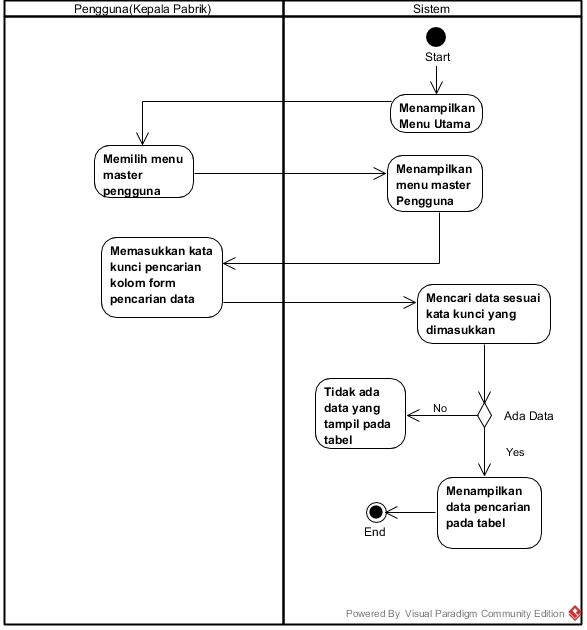 Pengguna(Kepala Pabrik)
Sistem
Start
Menampilkan
Menu Utama
Memilih menu
master
pengguna
Menampilkan
menu master
Pengguna
Memasukkan kata
kunci pencarian
kolom form
pencarian data
Mencari data sesuai
kata kunci yang
dimasukkan
Tidak ada
data yang
tampil pada
tabel
No
Ada Data
Yes
Menampilkan
data pencarian
pada tabel
End
Powered By Visual Paradigm Community Edition